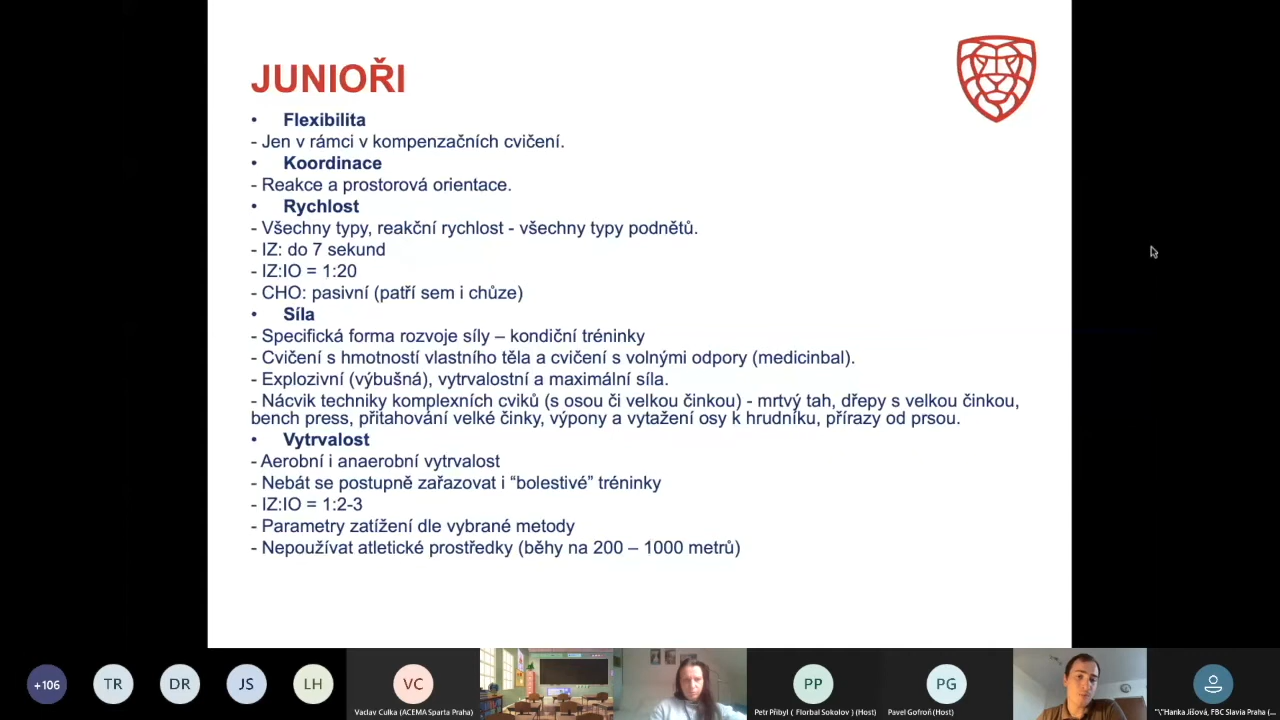 JUNIOŘI
• Flexibilita
- Jen v rámci v kompenzačních cvičení.
• Koordinace
- Reakce a prostorová orientace.
• Rychlost
- Všechny typy, reakční rychlost - všechny typy podnětů.
- IZ: do 7 sekund
- IZ:IO = 1:20
- CHO: pasivní (patří sem i chůze)
• Síla
- Specifická forma rozvoje síly – kondiční tréninky
- Cvičení s hmotností vlastního těla a cvičení s volnými odpory (medicinbal).
- Explozivní (výbušná), vytrvalostní a maximální síla.
- Nácvik techniky komplexních cviků (s osou či velkou činkou) - mrtvý tah, dřepy s velkou činkou,
bench press, přitahování velké činky, výpony a vytažení osy k hrudníku, přírazy od prsou.
• Vytrvalost
- Aerobní i anaerobní vytrvalost
- Nebát se postupně zařazovat i “bolestivé” tréninky
- IZ:IO = 1:2-3
- Parametry zatížení dle vybrané metody
- Nepoužívat atletické prostředky (běhy na 200 – 1000 metrů)
+106 TR DR JS LH VC PP PG
Vaclav Culka (ACEMA Sparta Praha) Petr Přibyl ( Florbal Sokolov ) (Host) Pavel Gofroň (Host) "\"Hanka Jíšová, FBC Slavia Praha (...